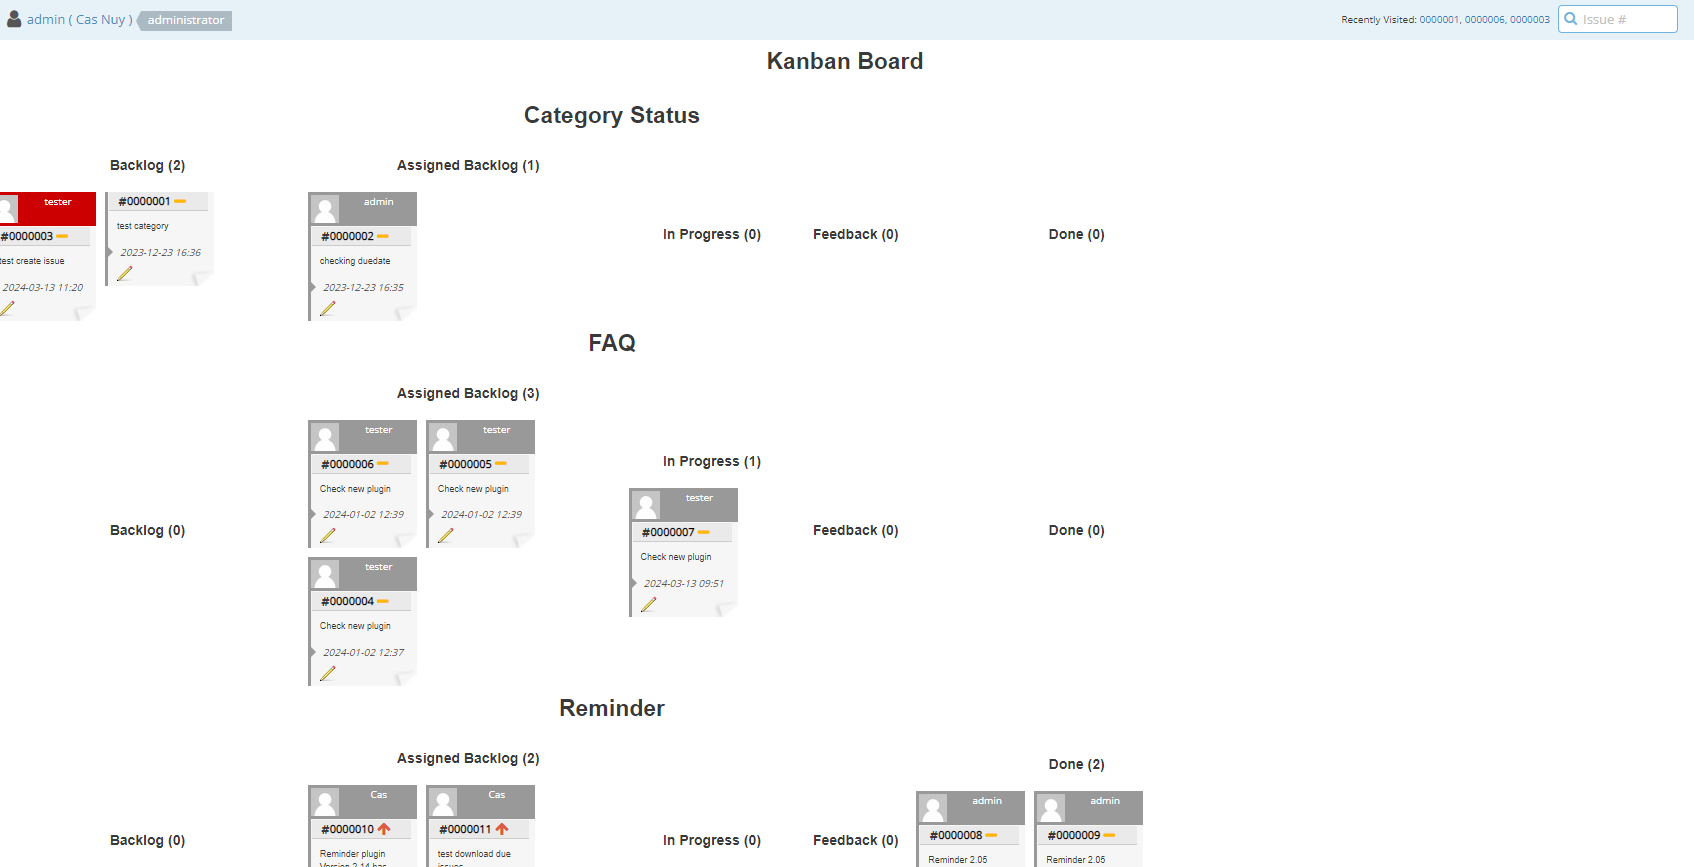 admin ( Cas Nuy ) administrator
Recently Visited: 0000001, 0000006, 0000003
Issue #
Kanban Board
Category Status
Backlog (2)
Assigned Backlog (1)
tester
#0000003
test create issue
2024-03-13 11:20
#0000001
test category
2023-12-23 16:36
admin
#0000002
checking duedate
2023-12-23 16:35
In Progress (0)
Feedback (0)
Done (0)
FAQ
Backlog (0)
Assigned Backlog (3)
tester
#0000006
Check new plugin
2024-01-02 12:39
tester
#0000005
Check new plugin
2024-01-02 12:39
tester
#0000004
Check new plugin
2024-01-02 12:37
In Progress (1)
tester
#0000007
Check new plugin
2024-03-13 09:51
Feedback (0)
Done (0)
Reminder
Backlog (0)
Assigned Backlog (2)
Cas
#0000010
Reminder plugin
Version 2.14 has
Cas
#0000011
test download due
issues
In Progress (0)
Feedback (0)
Done (2)
admin
#0000008
Reminder 2.05
admin
#0000009
Reminder 2.05